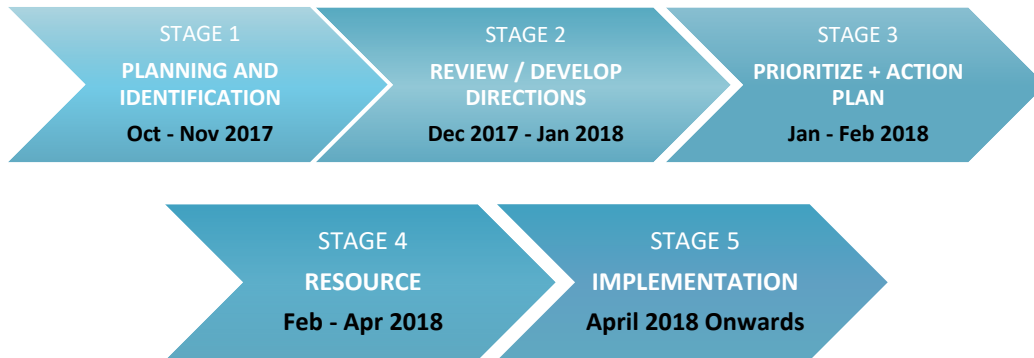 STAGE 1
PLANNING AND
IDENTIFICATION
Oct - Nov 2017
STAGE 2
REVIEW / DEVELOP
DIRECTIONS
Dec 2017 - Jan 2018
STAGE 3
PRIORITIZE + ACTION
PLAN
Jan - Feb 2018
STAGE 4
RESOURCE
Feb - Apr 2018
STAGE 5
IMPLEMENTATION
April 2018 Onwards